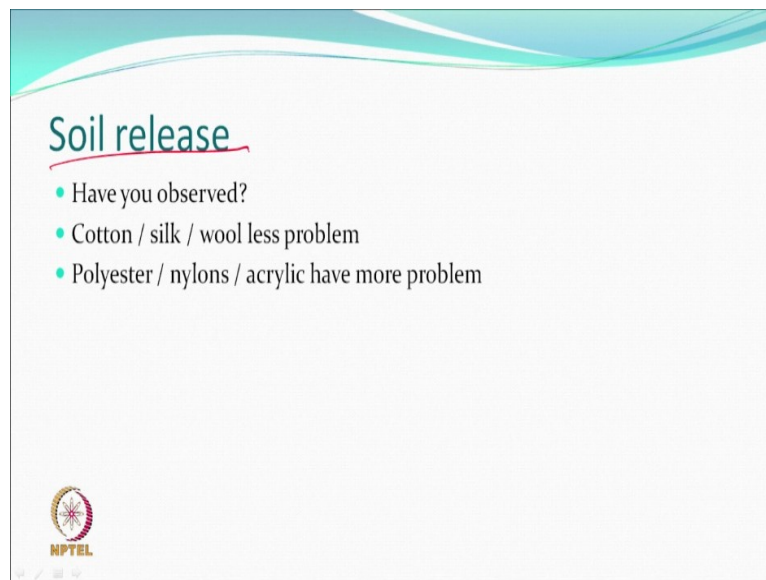 Soil release
Have you observed?
Cotton / silk / wool less problem
Polyester / nylons / acrylic have more problem
NPTEL